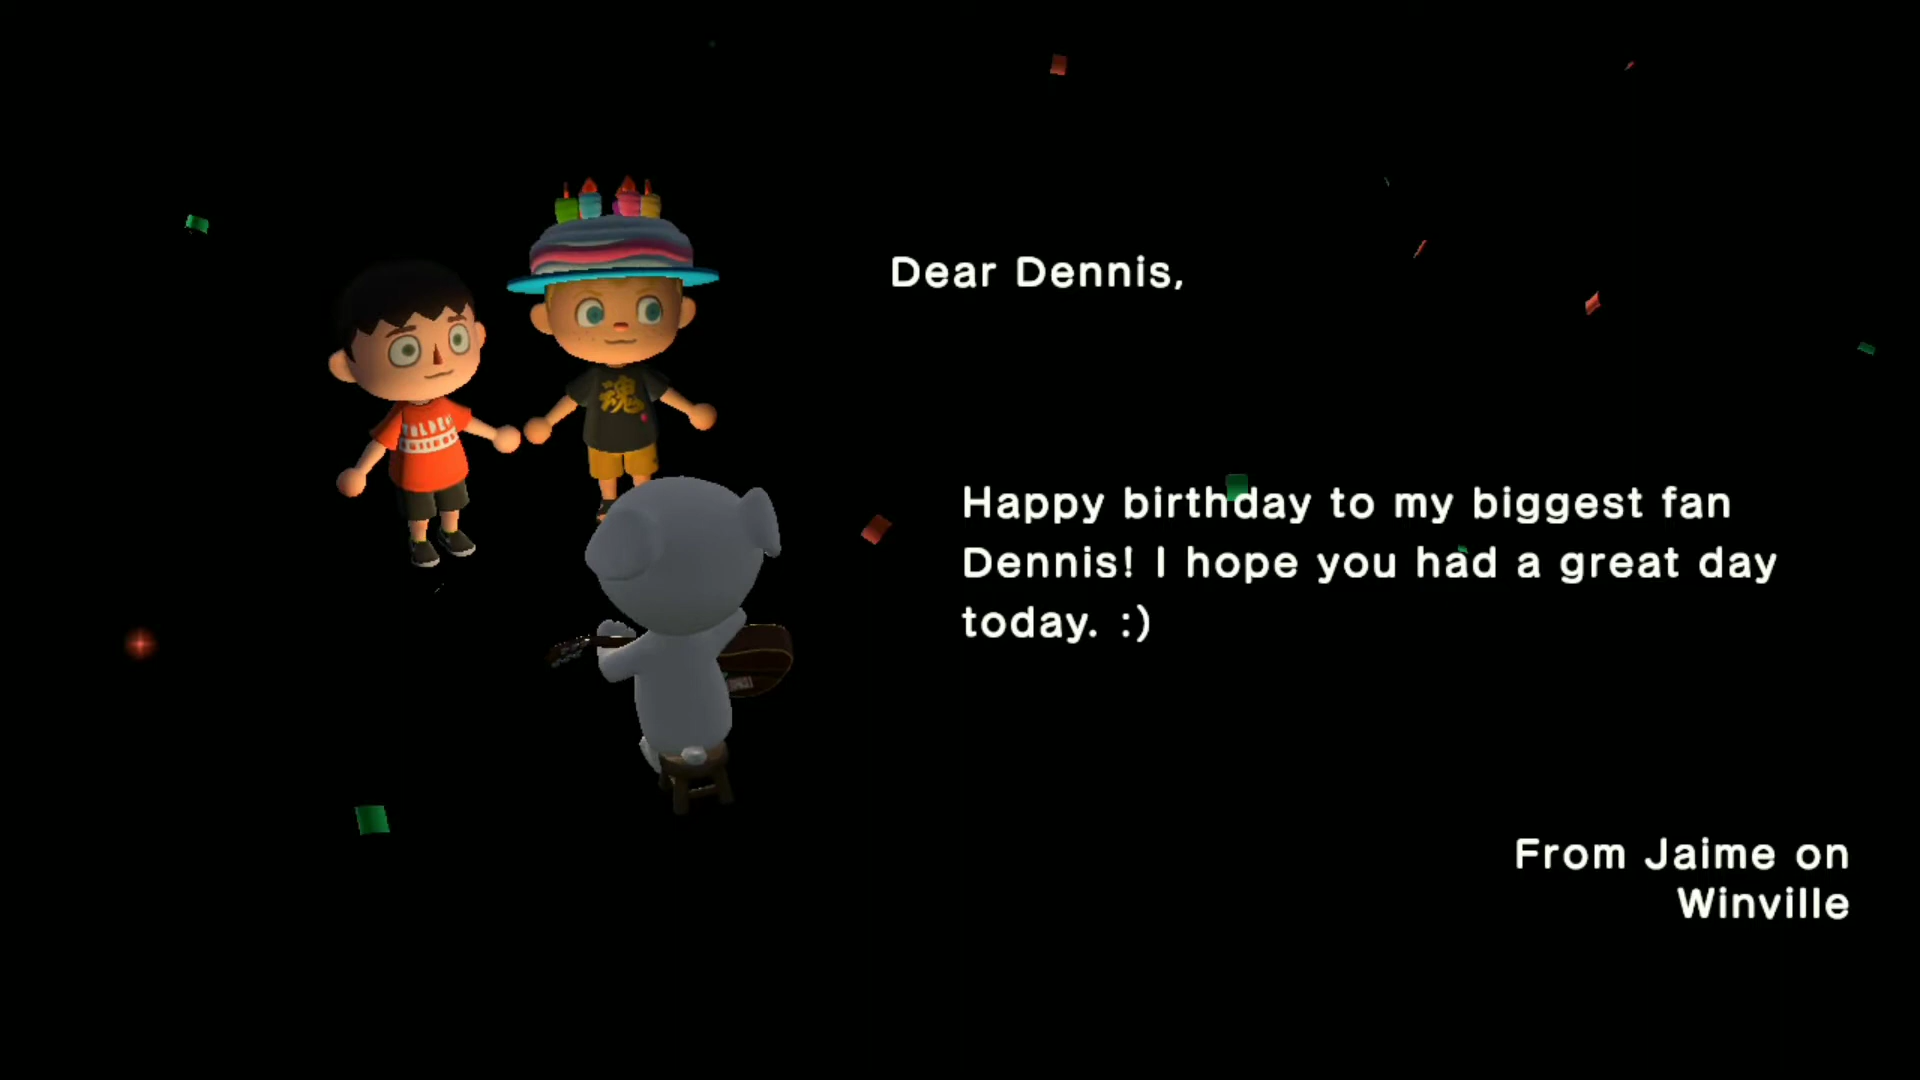 Dear Dennis,
魂
Happy birthday to my biggest fan
Dennis! I hope you had a great day
today. :)
From Jaime on
Winville